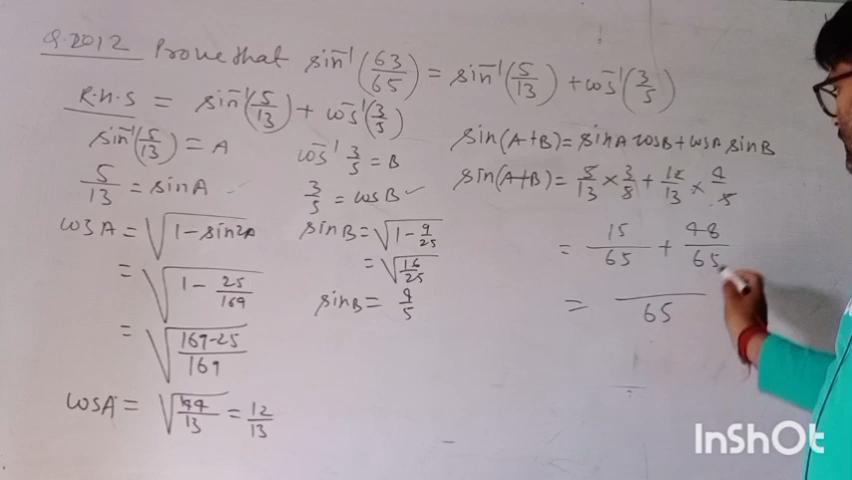 Q.2012 Prove that sin⁻¹(63/65) = sin⁻¹(5/13) + cos⁻¹(3/5)
R.H.S = sin⁻¹(5/13) + cos⁻¹(3/5)
sin⁻¹(5/13) = A
5/13 = sinA
cosA = √(1-sin2A)
= √(1 - 25/169)
= √((169-25)/169)
cosA = √(144/13) = 12/13
cos⁻¹ 3/5 = B
3/5 = cosB
sinB = √(1 - 9/25)
= √(16/25)
sinB = 4/5
sin(A+B) = sinA cosB + cosA sinB
sin(A+B) = 5/13 × 3/5 + 12/13 × 4/5
= 15/65 + 48/65
= /65
InShOt